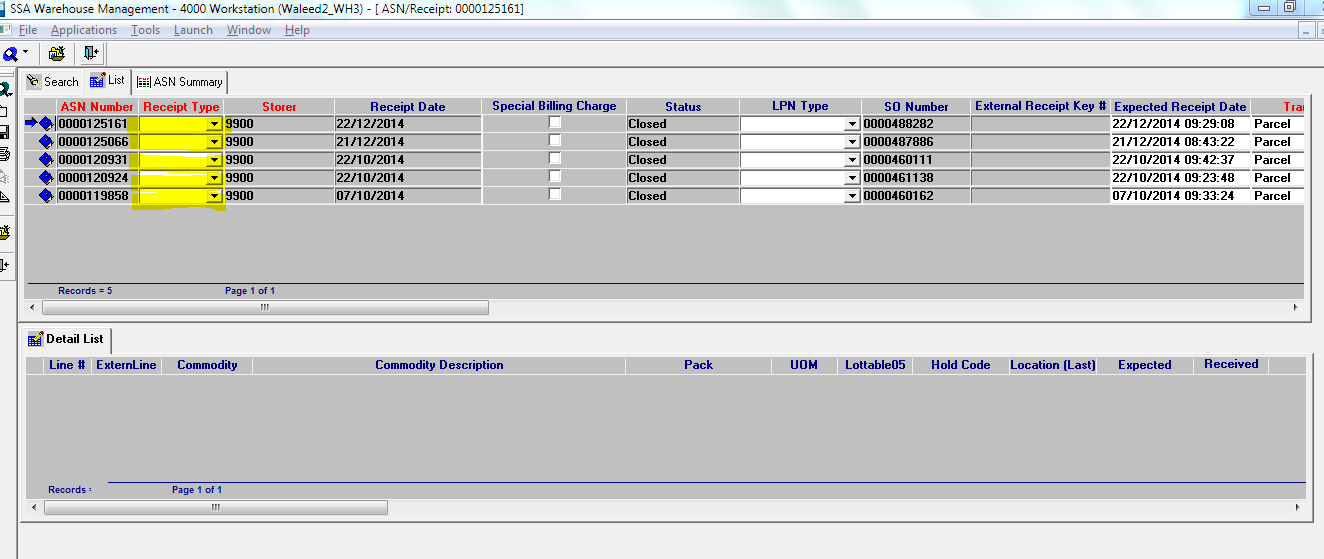 SSA Warehouse Management - 4000 Workstation (Waleed2_WH3) - [ ASN/Receipt: 0000125161]
File Applications Tools Launch Window Help
Search List ASN Summary
ASN Number Receipt Type Storer Receipt Date Special Billing Charge Status LPN Type SO Number External Receipt Key # Expected Receipt Date
0000125161 9900 22/12/2014 Closed 0000488282 22/12/2014 09:29:08 Parcel
0000125066 9900 21/12/2014 Closed 0000487886 21/12/2014 08:43:22 Parcel
0000120931 9900 22/10/2014 Closed 0000460111 22/10/2014 09:42:37 Parcel
0000120924 9900 22/10/2014 Closed 0000461138 22/10/2014 09:23:48 Parcel
0000119858 9900 07/10/2014 Closed 0000460162 07/10/2014 09:33:24 Parcel
Records = 5 Page 1 of 1
Detail List
Line # ExternLine Commodity Commodity Description Pack UOM Lottable05 Hold Code Location (Last) Expected Received
Records : Page 1 of 1